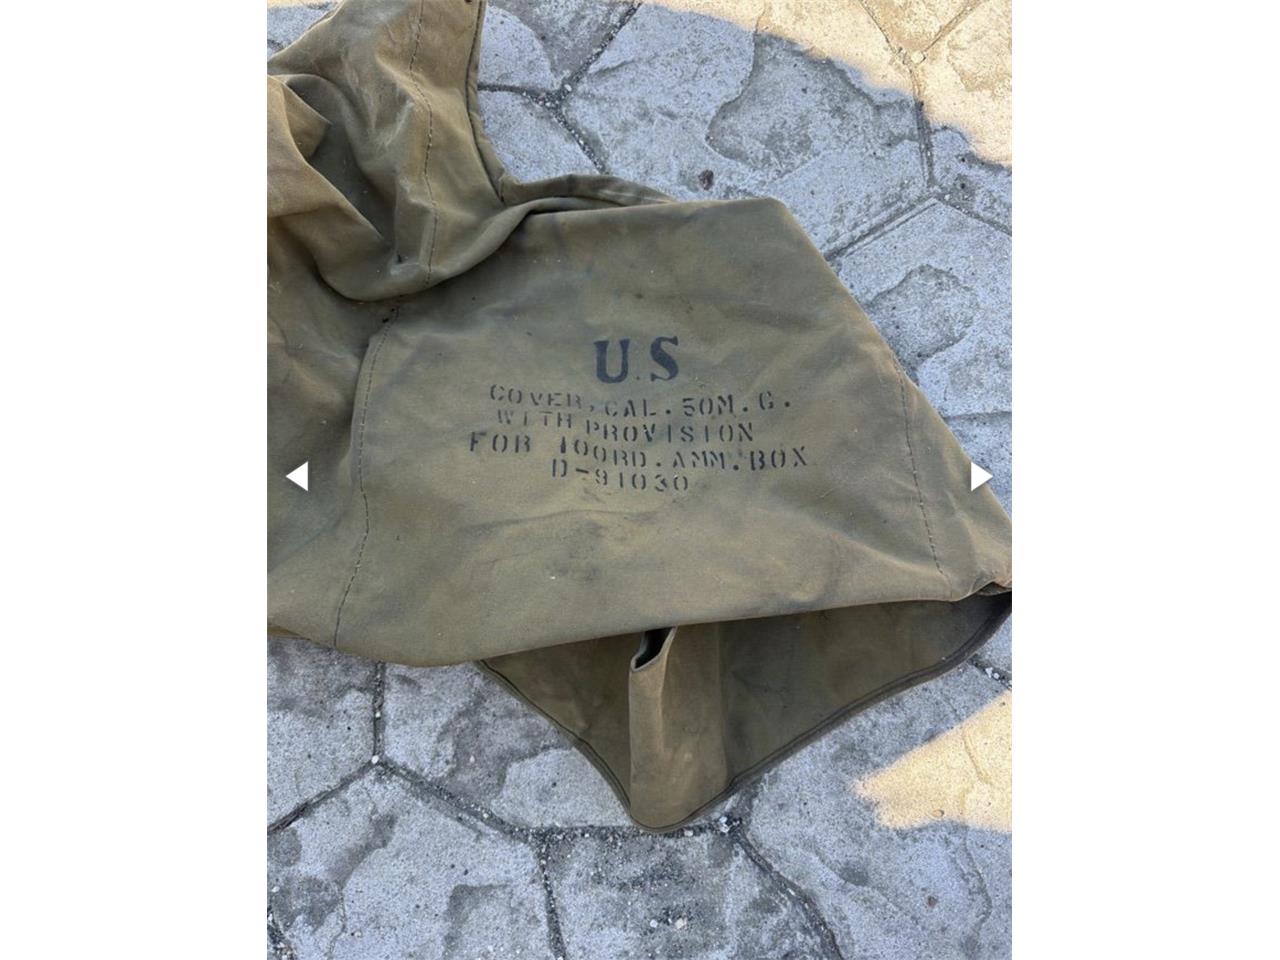 U.S
COVER, CAL. 50M. G.
WITH PROVISION
FOR 100RD. AMM. BOX
D-91030